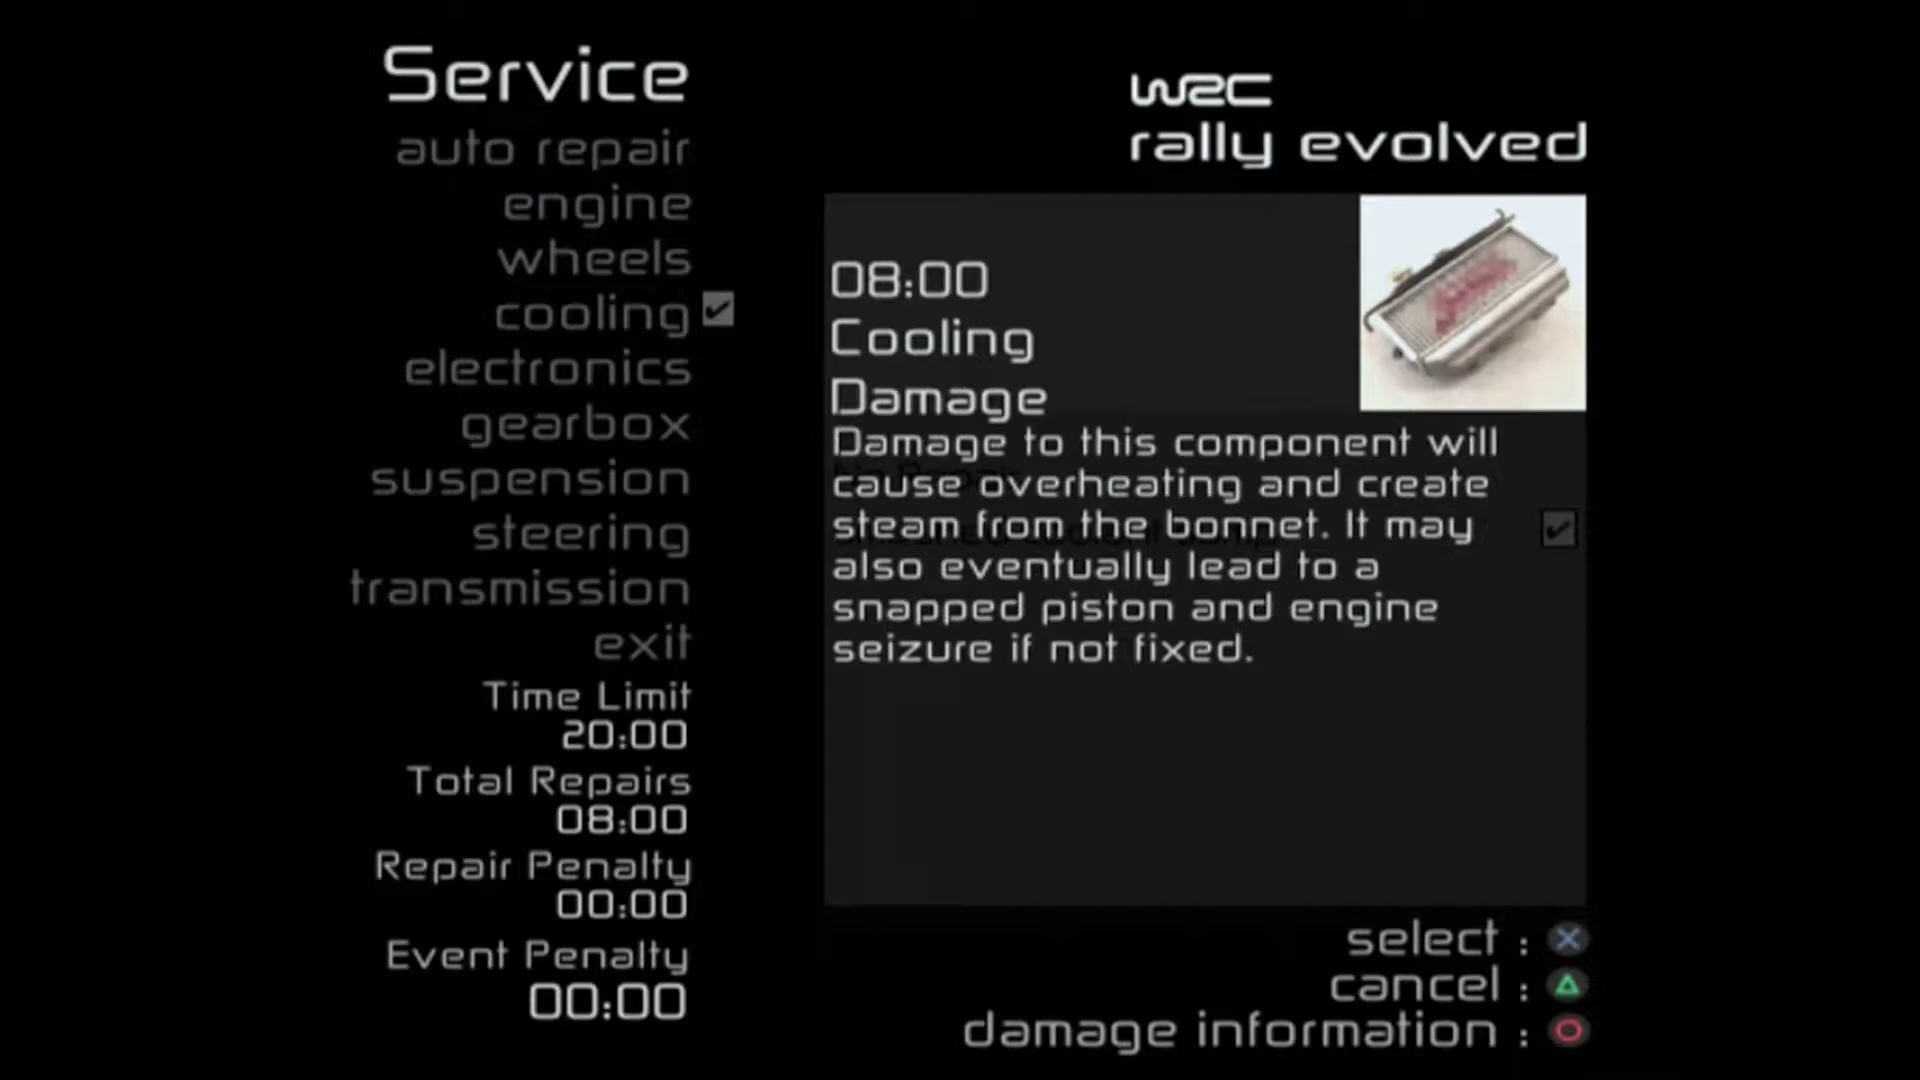 Service
auto repair
engine
wheels
cooling
electronics
gearbox
suspension
steering
transmission
exit
Time Limit
20:00
Total Repairs
08:00
Repair Penalty
00:00
Event Penalty
00:00
WRC
rally evolved
08:00
Cooling
Damage
Damage to this component will
cause overheating and create
steam from the bonnet. It may
also eventually lead to a
snapped piston and engine
seizure if not fixed.
select :
cancel :
damage information :